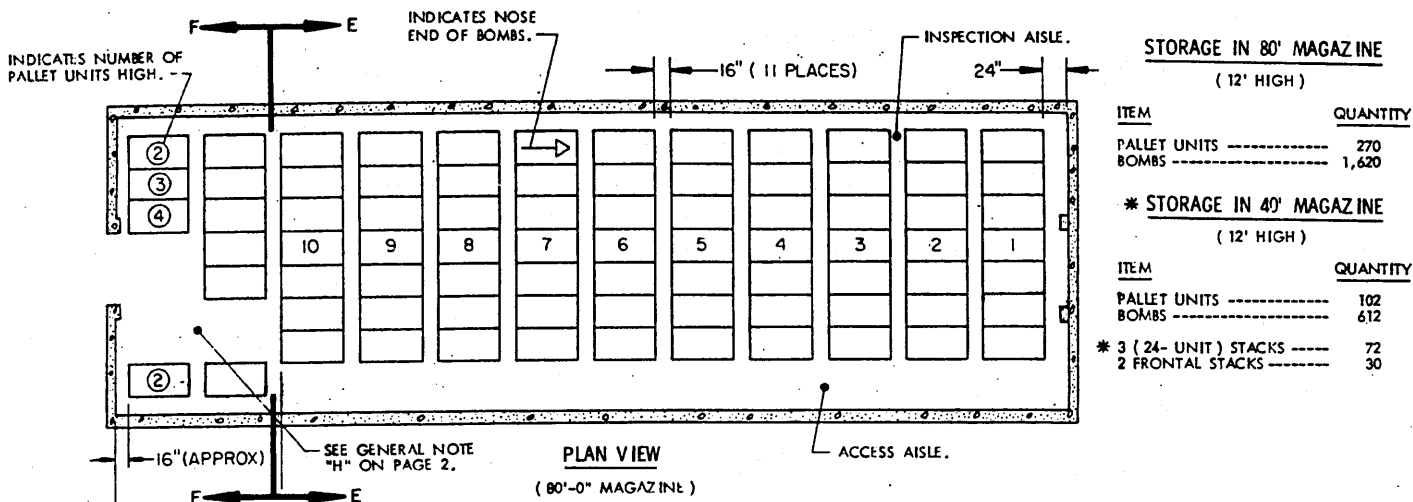 F E
INDICATES NUMBER OF
PALLET UNITS HIGH.
INDICATES NOSE
END OF BOMBS.
INSPECTION AISLE.
16" ( 11 PLACES)
24"
2
3
4
10 9 8 7 6 5 4 3 2 1
2
16" (APPROX)
SEE GENERAL NOTE
"H" ON PAGE 2.
F E
PLAN VIEW
( 80'-0" MAGAZINE )
ACCESS AISLE.
STORAGE IN 80' MAGAZINE
( 12' HIGH )
ITEM QUANTITY
PALLET UNITS ------------ 270
BOMBS ------------------- 1,620
* STORAGE IN 40' MAGAZINE
( 12' HIGH )
ITEM QUANTITY
PALLET UNITS ------------ 102
BOMBS ------------------- 612
* 3 ( 24- UNIT ) STACKS ----- 72
2 FRONTAL STACKS -------- 30